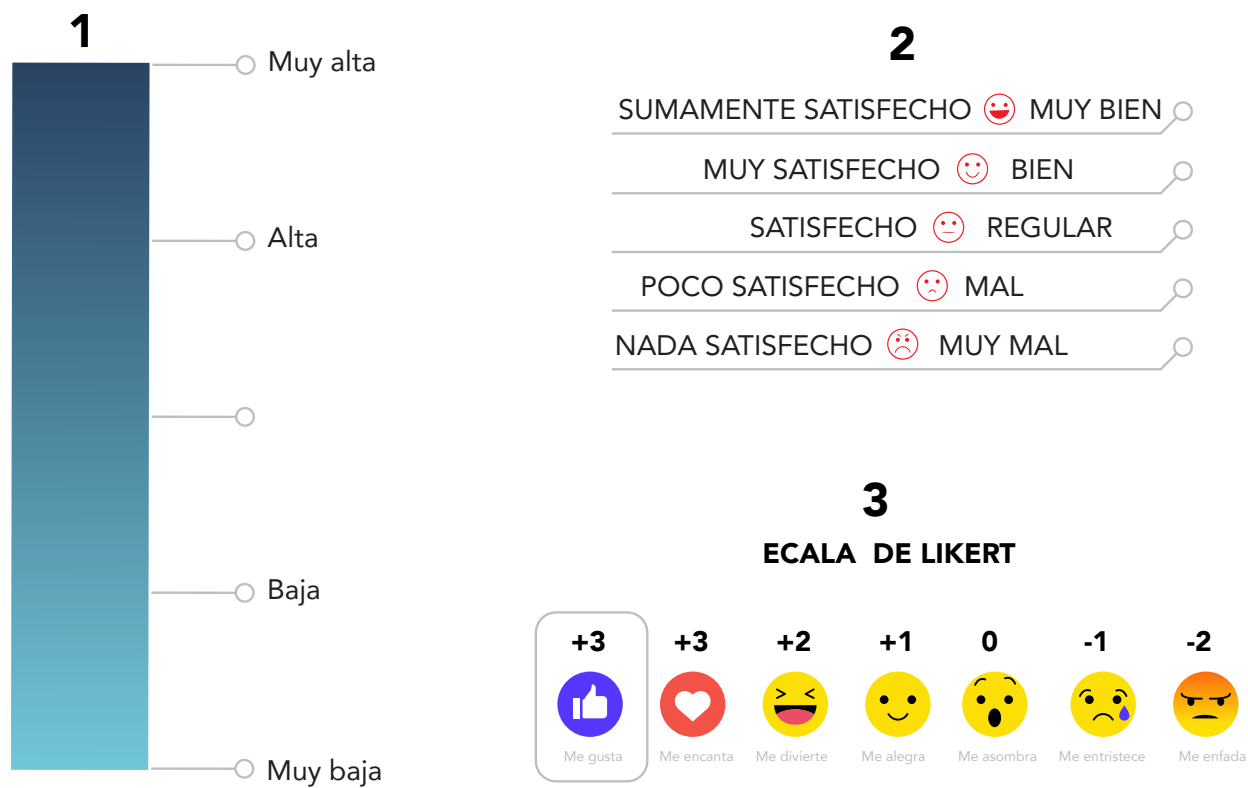 1
Muy alta
Alta
Baja
Muy baja
2
SUMAMENTE SATISFECHO MUY BIEN
MUY SATISFECHO BIEN
SATISFECHO REGULAR
POCO SATISFECHO MAL
NADA SATISFECHO MUY MAL
3
ECALA DE LIKERT
+3 +3 +2 +1 0 -1 -2
Me gusta Me encanta Me divierte Me alegra Me asombra Me entristece Me enfada